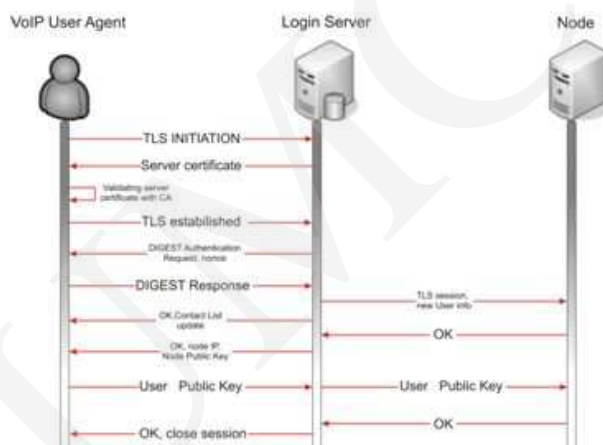 VoIP User Agent
Login Server
Node
TLS INITIATION
Server certificate
Validating server
certificate with CA
TLS estabilished
DIGEST Authentication
Request, nonce
DIGEST Response
TLS session,
new User info
OK,Contact List
update
OK
OK, node IP,
Node Public Key
User Public Key
User Public Key
OK
OK, close session
UMC